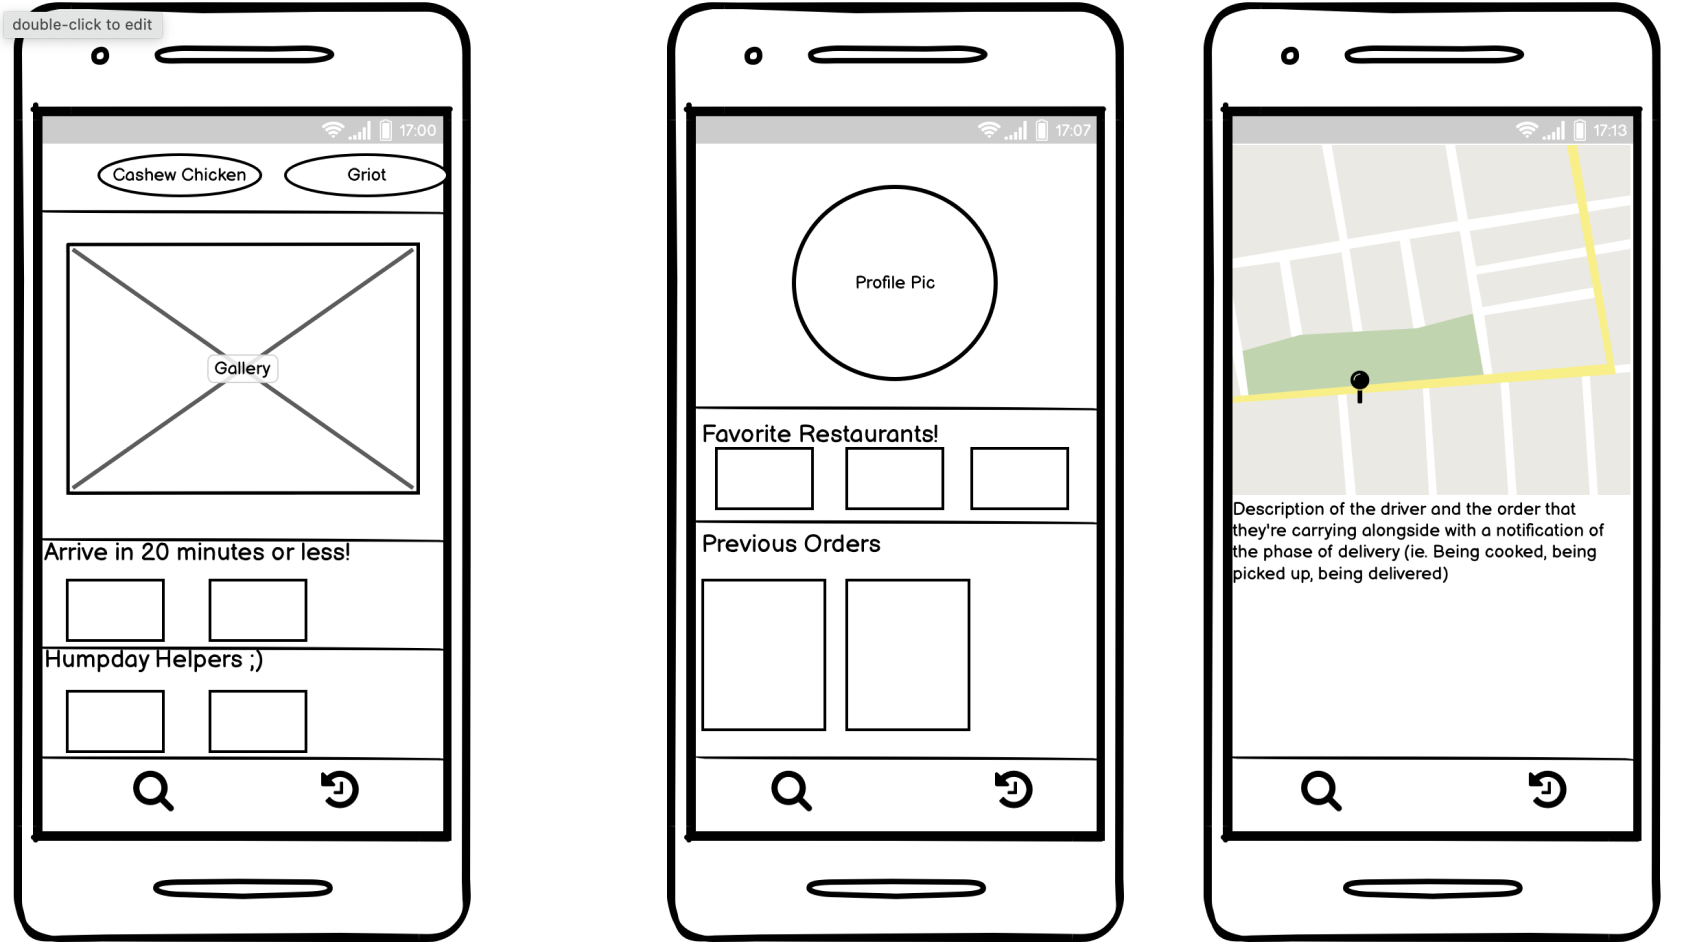 double-click to edit
17:00
Cashew Chicken
Griot
Gallery
Arrive in 20 minutes or less!
Humpday Helpers ;)
17:07
Profile Pic
Favorite Restaurants!
Previous Orders
17:13
Description of the driver and the order that
they're carrying alongside with a notification of
the phase of delivery (ie. Being cooked, being
picked up, being delivered)